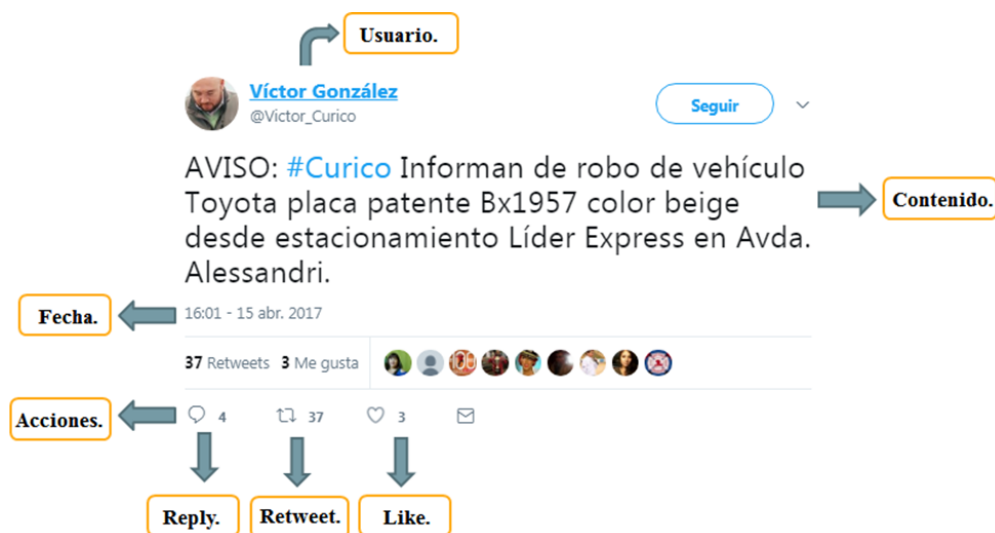 Usuario.
Víctor González
@Victor_Curico
Seguir
AVISO: #Curico Informan de robo de vehículo
Toyota placa patente Bx1957 color beige
desde estacionamiento Líder Express en Avda.
Alessandri.
Contenido.
Fecha.
16:01 - 15 abr. 2017
37 Retweets 3 Me gusta
Acciones.
4 37 3
Reply. Retweet. Like.